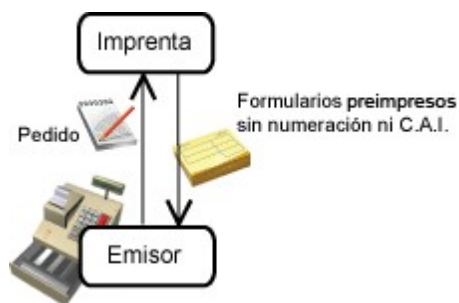 Imprenta
Formularios preimpresos
sin numeración ni C.A.I.
Pedido
Emisor